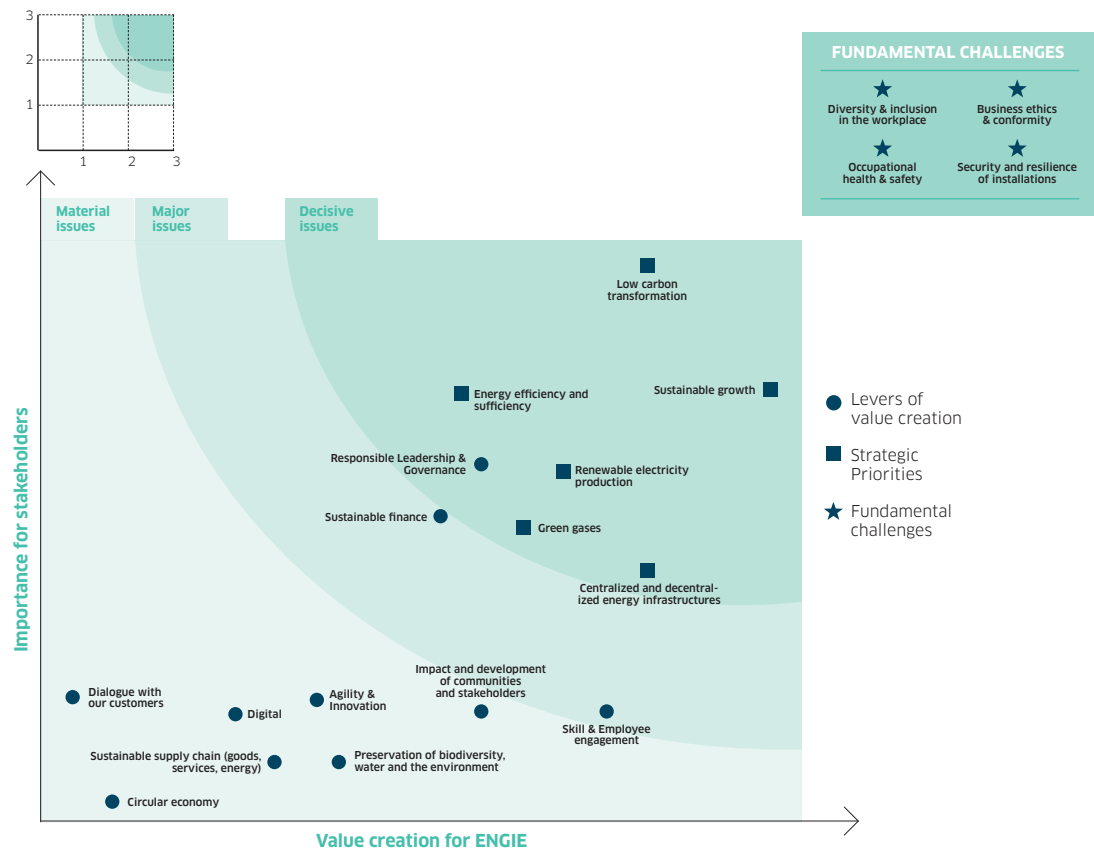 3
2
1
1
2
3
FUNDAMENTAL CHALLENGES
Diversity & inclusion
in the workplace
Business ethics
& conformity
Occupational
health & safety
Security and resilience
of installations
Material
issues
Major
issues
Decisive
issues
Low carbon
transformation
Energy efficiency and
sufficiency
Sustainable growth
Responsible Leadership &
Governance
Renewable electricity
production
Sustainable finance
Green gases
Centralized and decentral-
ized energy infrastructures
Impact and development
of communities
and stakeholders
Dialogue with
our customers
Digital
Agility &
Innovation
Skill & Employee
engagement
Sustainable supply chain (goods,
services, energy)
Preservation of biodiversity,
water and the environment
Circular economy
Importance for stakeholders
Value creation for ENGIE
Levers of
value creation
Strategic
Priorities
Fundamental
challenges